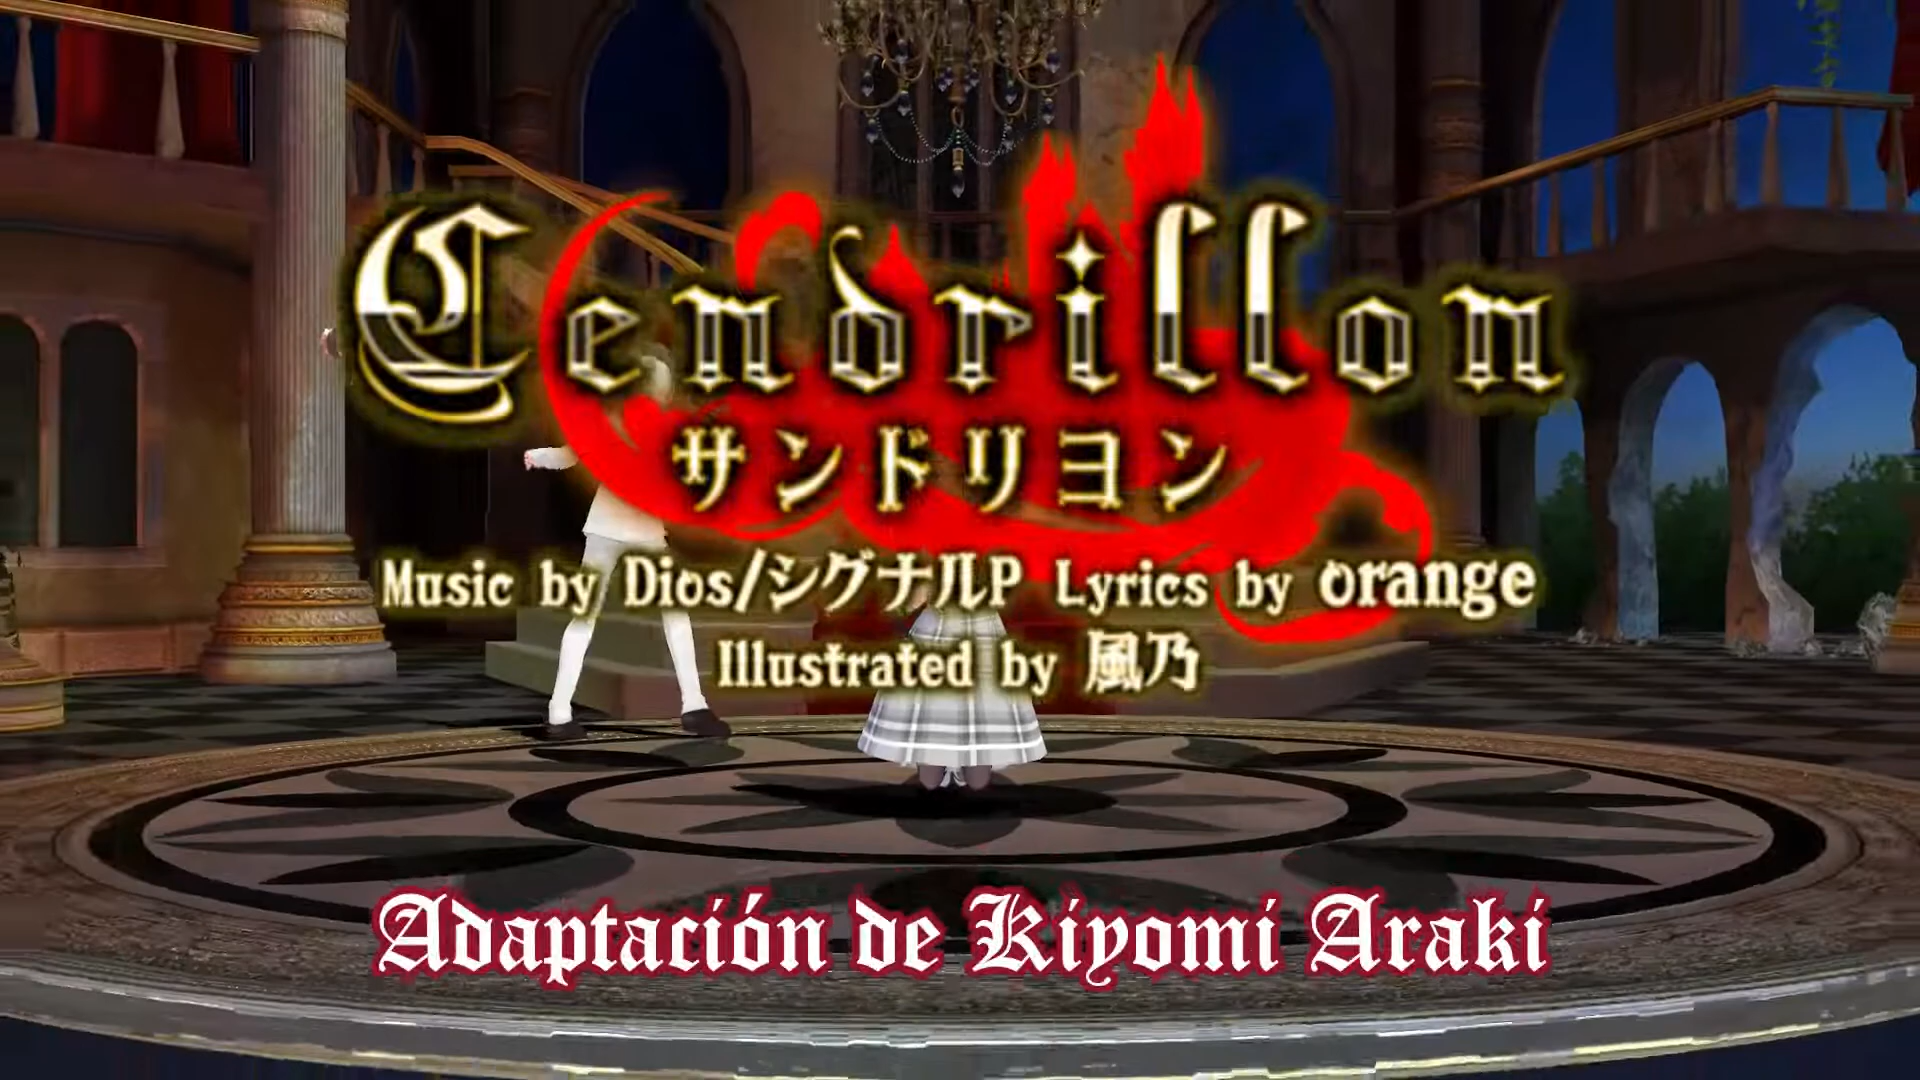 Cendrillon
サンドリヨン
Music by Dios/シグナルP Lyrics by orange
Illustrated by 風乃
Adaptación de Kiyomi Araki